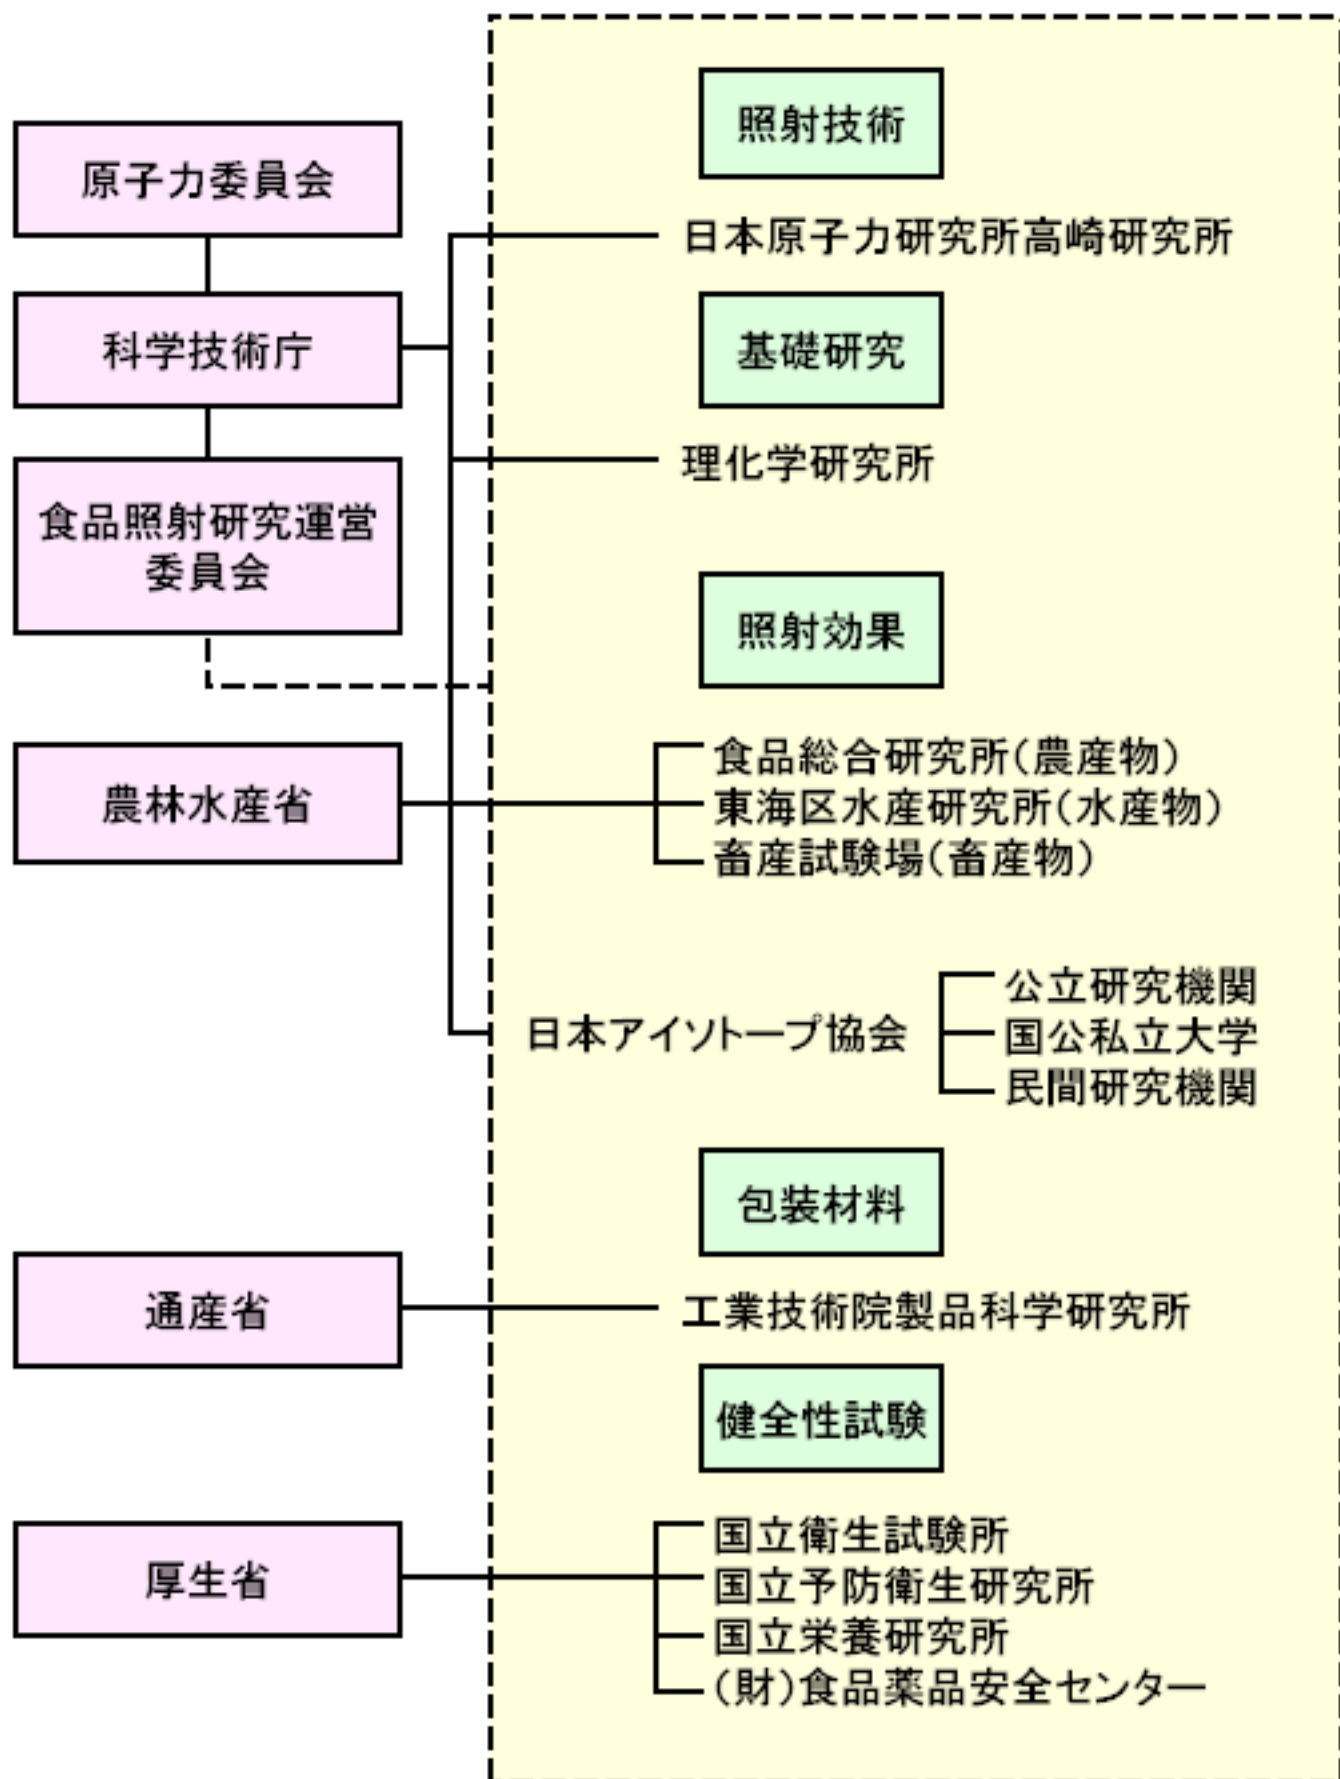 原子力委員会
科学技術庁
食品照射研究運営
委員会
農林水産省
通産省
厚生省
照射技術
日本原子力研究所高崎研究所
基礎研究
理化学研究所
照射効果
食品総合研究所(農産物)
東海区水産研究所(水産物)
畜産試験場(畜産物)
日本アイソトープ協会
公立研究機関
国公私立大学
民間研究機関
包装材料
工業技術院製品科学研究所
健全性試験
国立衛生試験所
国立予防衛生研究所
国立栄養研究所
(財)食品薬品安全センター